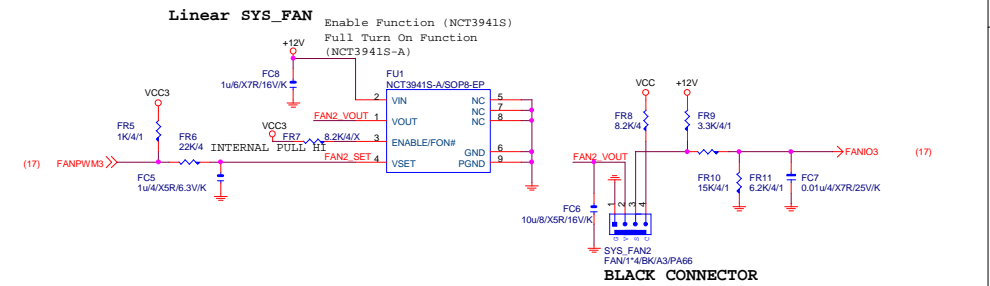 Linear SYS_FAN
Enable Function (NCT3941S)
Full Turn On Function
(NCT3941S-A)
+12V
FC8
1u/6/X7R/16V/K
FU1
NCT3941S-A/SOP8-EP
2 VIN
1 VOUT
3 ENABLE/FON#
4 VSET
NC 5
NC 7
NC 8
GND 6
PGND 9
FAN2_VOUT
VCC3
FR7 8.2K/4/X
INTERNAL PULL HI
FAN2_SET
VCC3
FR5
1K/4/1
FR6
22K/4
(17) FANPWM3
FC5
1u/4/X5R/6.3V/K
VCC +12V
FR8
8.2K/4
FR9
3.3K/4/1
FAN2_VOUT
FANIO3 (17)
FR10
15K/4/1
FR11
6.2K/4/1
FC7
0.01u/4/X7R/25V/K
FC6
10u/8/X5R/16V/K
1 2 3 4
G V S C
SYS_FAN2
FAN/1*4/BK/A3/PA66
BLACK CONNECTOR